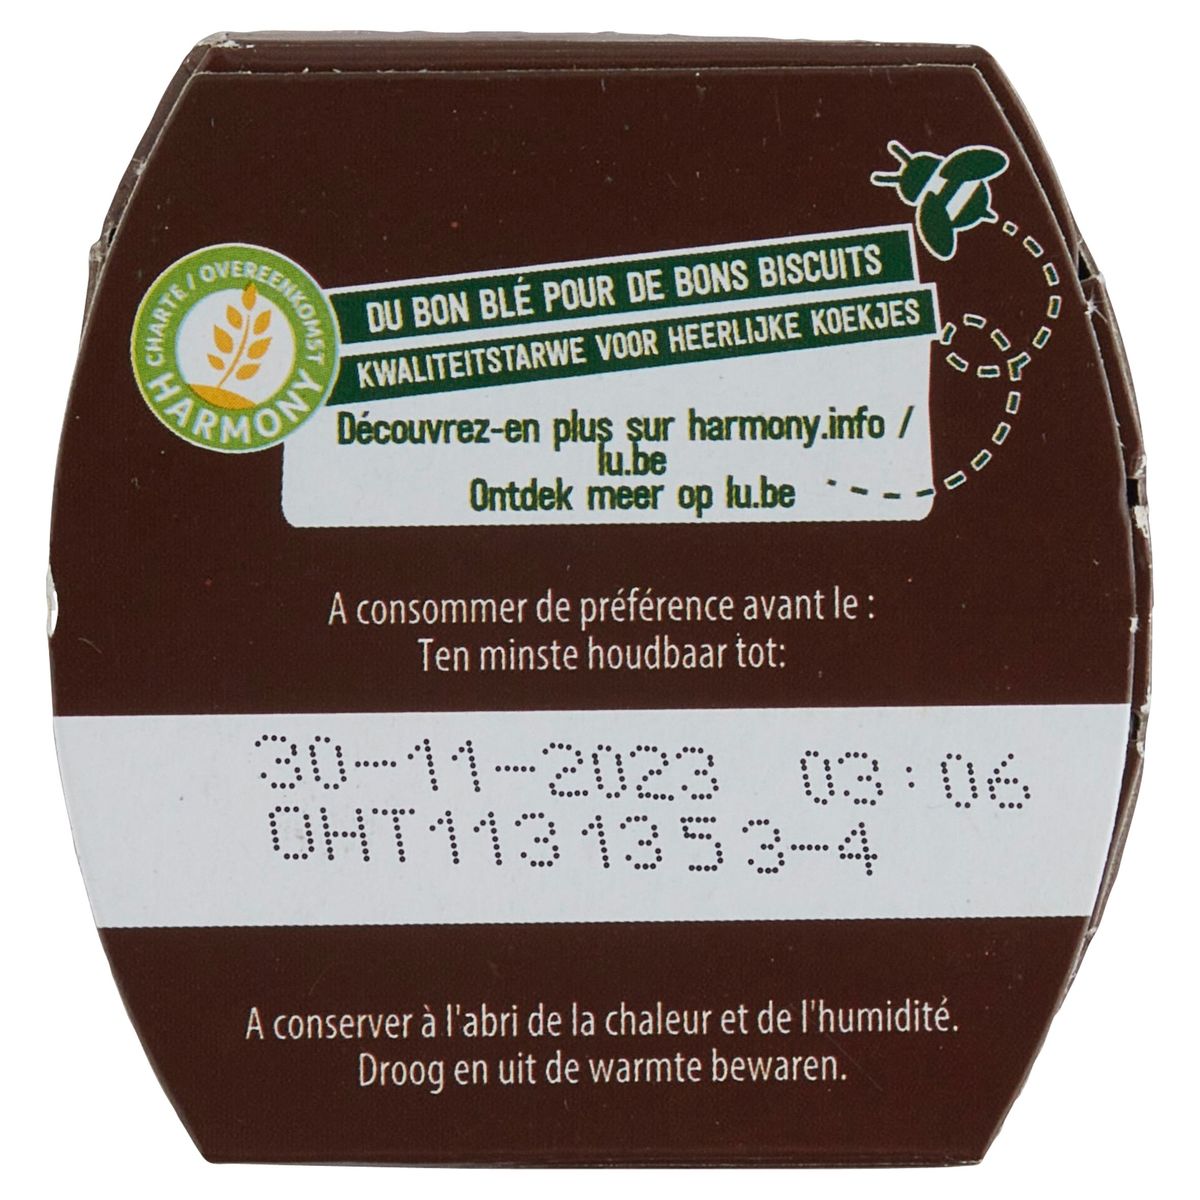 CHARTE / OVEREENKOMST
HARMONY
DU BON BLÉ POUR DE BONS BISCUITS
KWALITEITSTARWE VOOR HEERLIJKE KOEKJES
Découvrez-en plus sur harmony.info /
lu.be
Ontdek meer op lu.be
A consommer de préférence avant le :
Ten minste houdbaar tot:
30-11-2023 03:06
OHT1131353-4
A conserver à l'abri de la chaleur et de l'humidité.
Droog en uit de warmte bewaren.